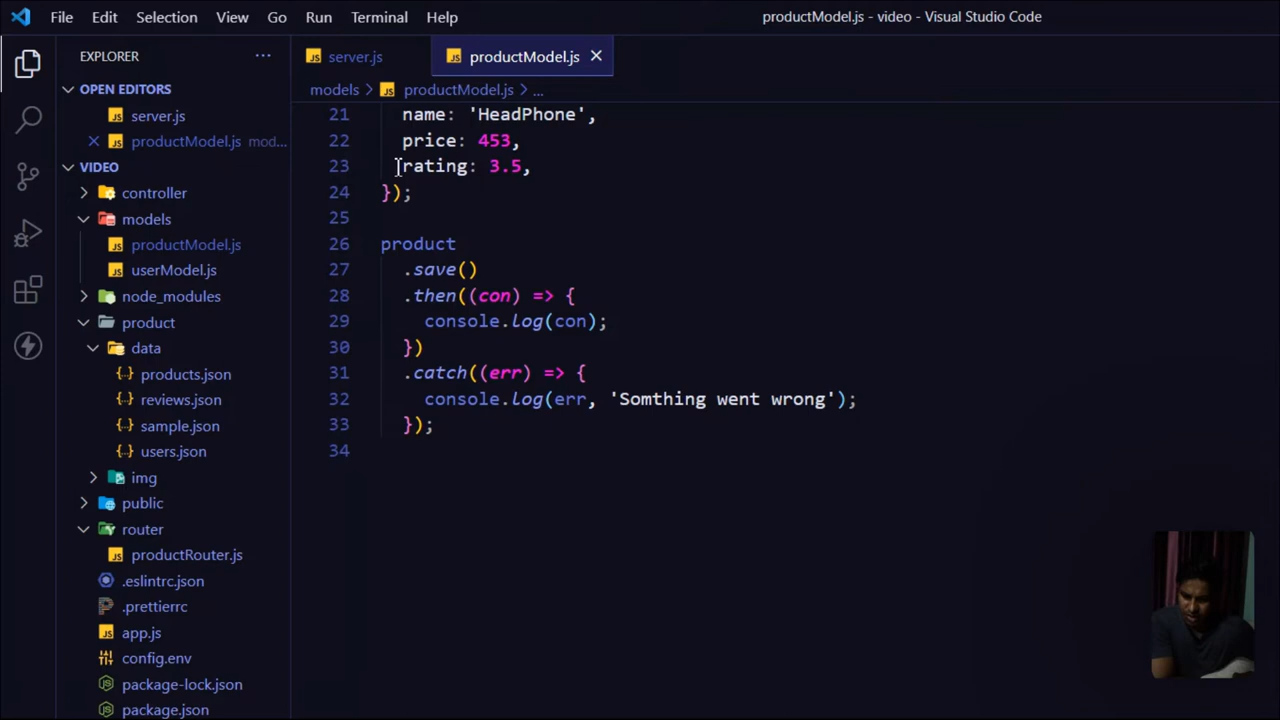 File Edit Selection View Go Run Terminal Help
productModel.js - video - Visual Studio Code
EXPLORER
OPEN EDITORS
server.js
productModel.js mod...
VIDEO
controller
models
productModel.js
userModel.js
node_modules
product
data
products.json
reviews.json
sample.json
users.json
img
public
router
productRouter.js
.eslintrc.json
.prettierrc
app.js
config.env
package-lock.json
package.json
server.js
productModel.js
models > productModel.js > ...
21 name: 'HeadPhone',
22 price: 453,
23 rating: 3.5,
24 });
25
26 product
27 .save()
28 .then((con) => {
29 console.log(con);
30 })
31 .catch((err) => {
32 console.log(err, 'Somthing went wrong');
33 });
34